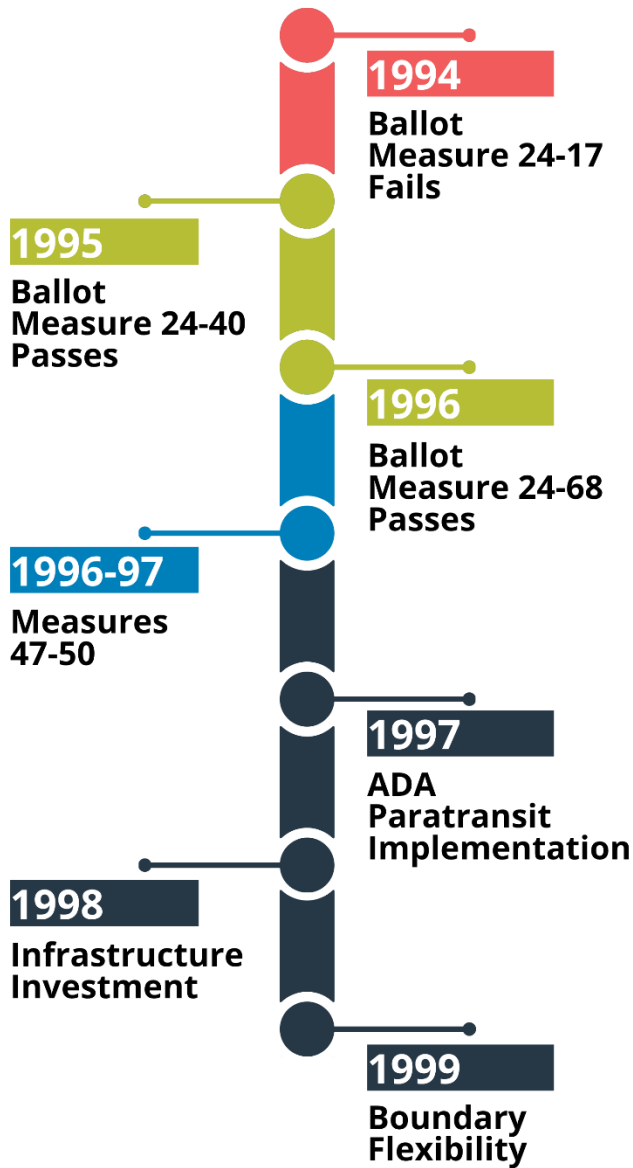 1994
Ballot
Measure 24-17
Fails
1995
Ballot
Measure 24-40
Passes
1996
Ballot
Measure 24-68
Passes
1996-97
Measures
47-50
1997
ADA
Paratransit
Implementation
1998
Infrastructure
Investment
1999
Boundary
Flexibility